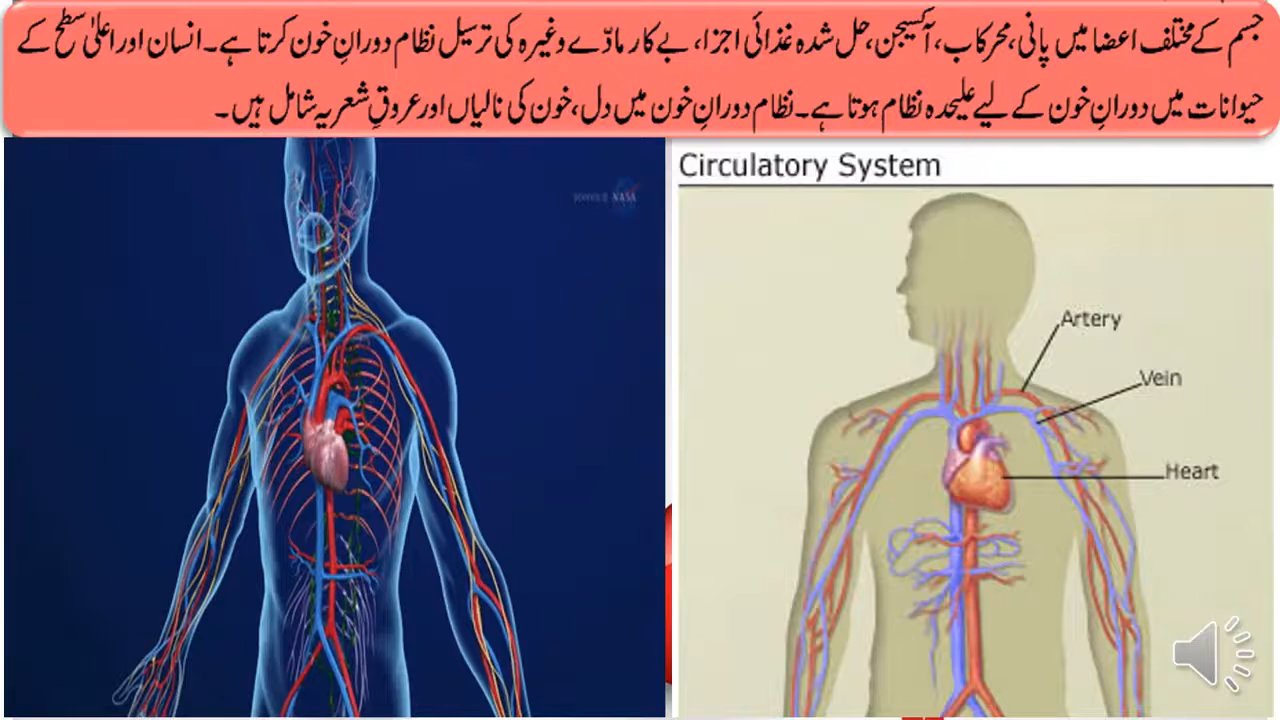 جسم کے مختلف اعضا میں پانی، محرکاب، آکسیجن، حل شدہ غذائی اجزا، بے کار مادّے وغیرہ کی ترسیل نظام دورانِ خون کرتا ہے۔ انسان اور اعلیٰ سطح کے
حیوانات میں دورانِ خون کے لیے علیحدہ نظام ہوتا ہے۔ نظام دورانِ خون میں دل، خون کی نالیاں اور عروقِ شعریہ شامل ہیں۔
NASA
Circulatory System
Artery
Vein
Heart